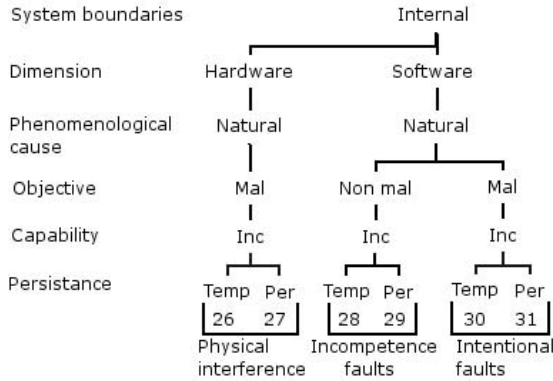 System boundaries Internal
Dimension Hardware Software
Phenomenological cause Natural Natural
Objective Mal Non mal Mal
Capability Inc Inc Inc
Persistance Temp Per Temp Per Temp Per
26 27 28 29 30 31
Physical interference Incompetence faults Intentional faults